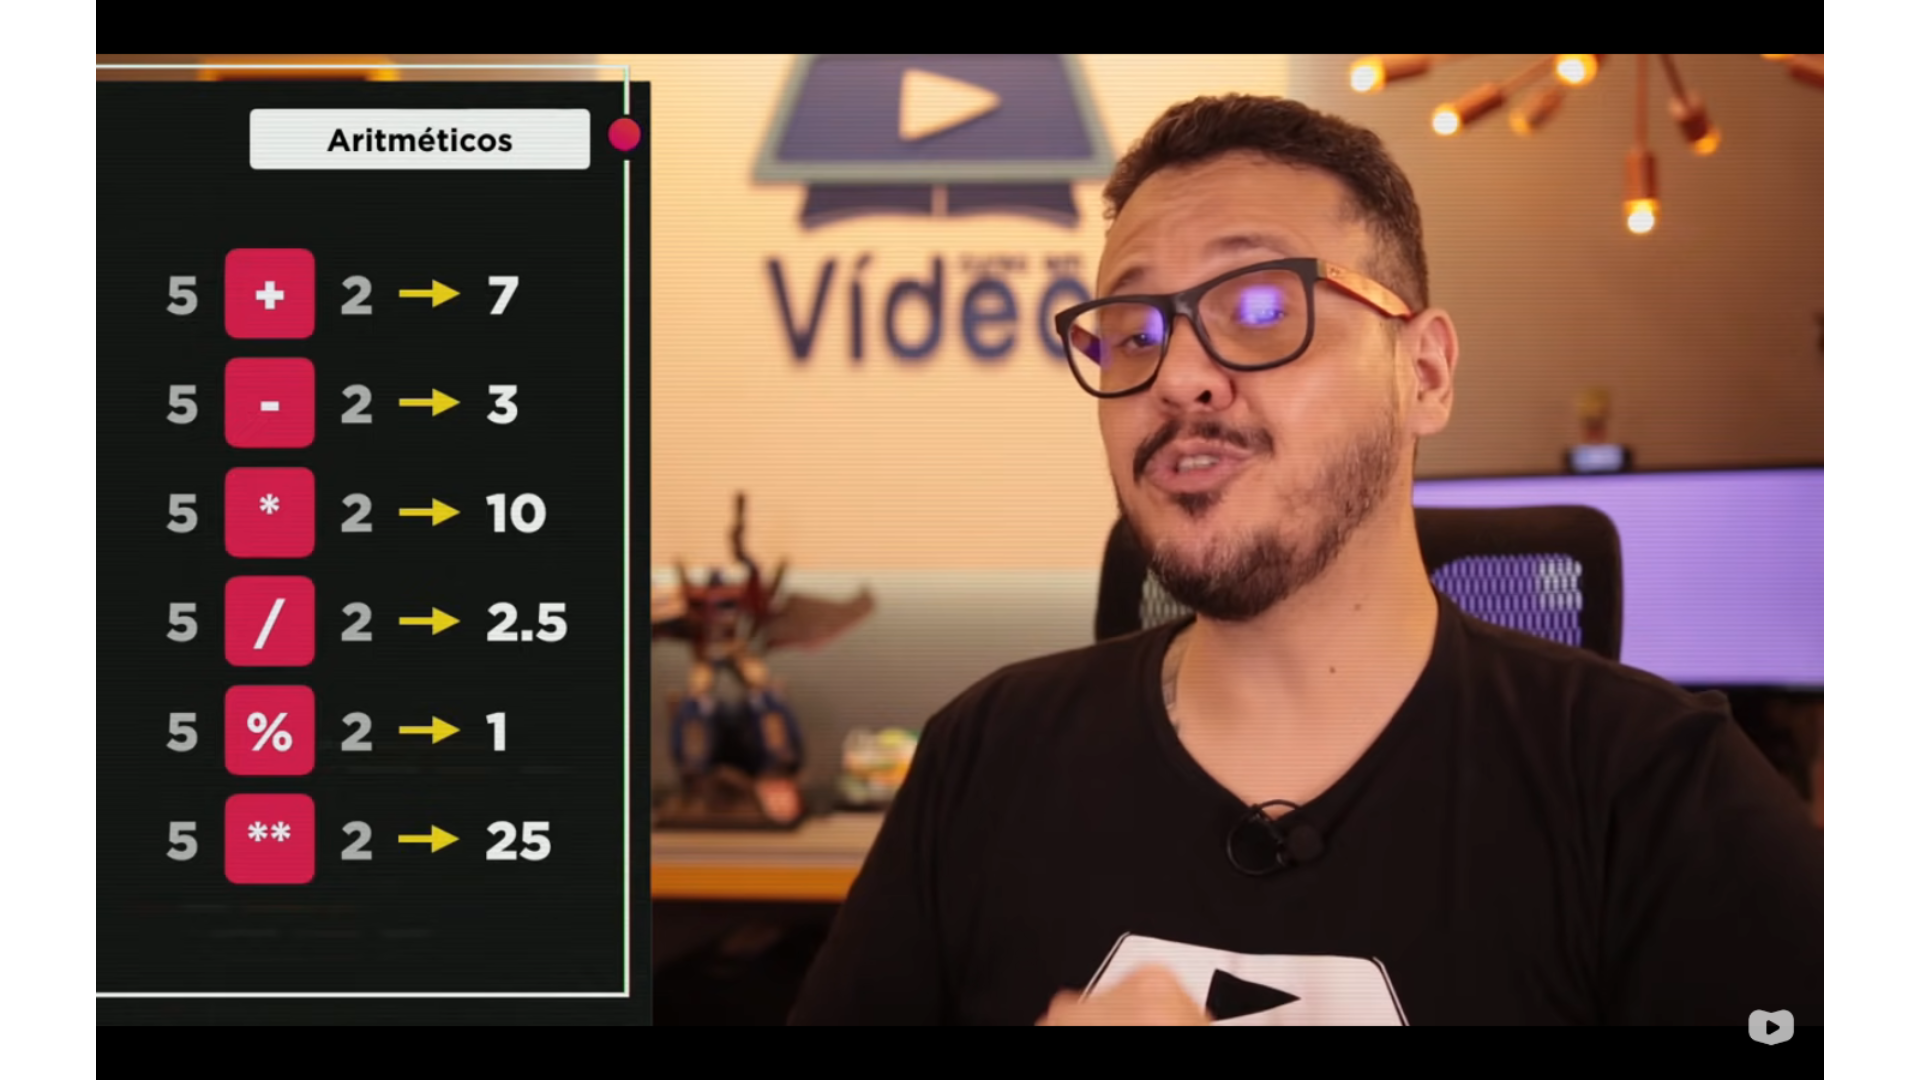 Aritméticos
5 + 2 → 7
5 - 2 → 3
5 * 2 → 10
5 / 2 → 2.5
5 % 2 → 1
5 ** 2 → 25
Vídeo